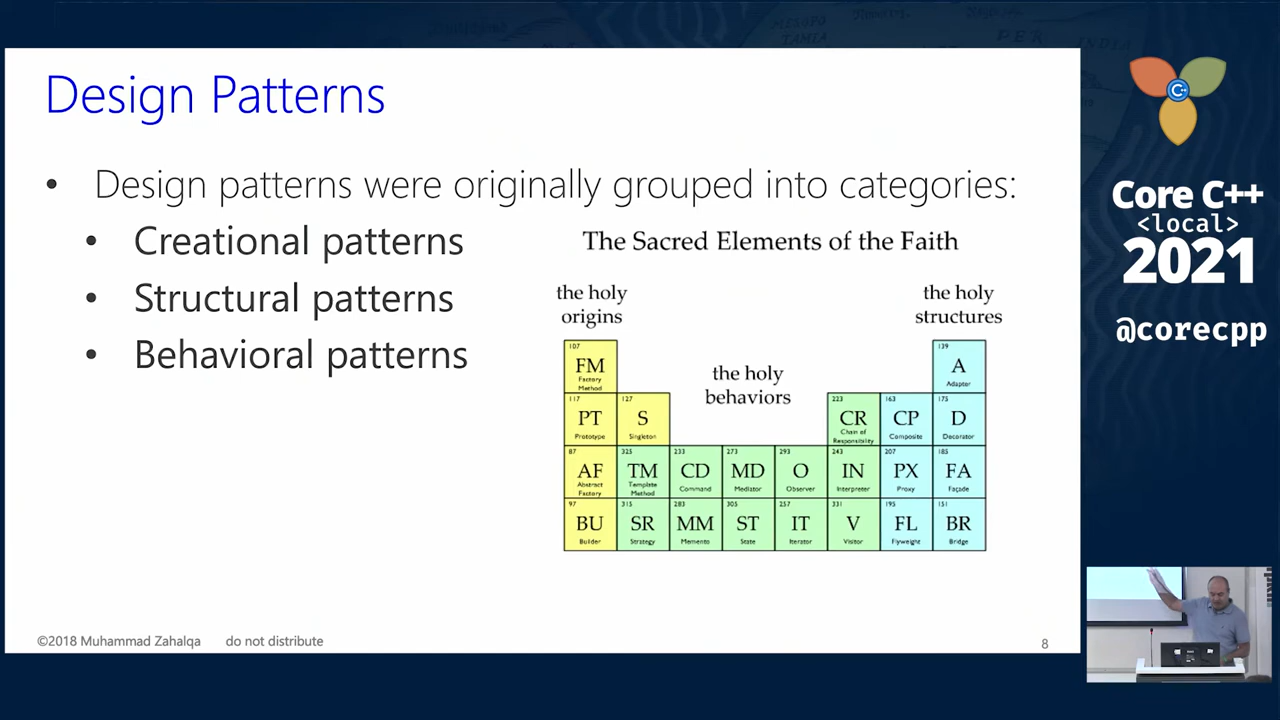 Design Patterns
• Design patterns were originally grouped into categories:
• Creational patterns
• Structural patterns
• Behavioral patterns
The Sacred Elements of the Faith
the holy
origins
the holy
structures
the holy
behaviors
107
FM
Factory
Method
139
A
Adapter
117
PT
Prototype
127
S
Singleton
223
CR
Chain of
Responsibility
163
CP
Composite
175
D
Decorator
87
AF
Abstract
Factory
325
TM
Template
Method
233
CD
Command
273
MD
Mediator
293
O
Observer
243
IN
Interpreter
207
PX
Proxy
185
FA
Façade
97
BU
Builder
315
SR
Strategy
283
MM
Memento
305
ST
State
257
IT
Iterator
331
V
Visitor
195
FL
Flyweight
151
BR
Bridge
©2018 Muhammad Zahalqa do not distribute
8
C++
Core C++
<local>
2021
@corecpp
MESOPO
TAMIA
PER
INDIA